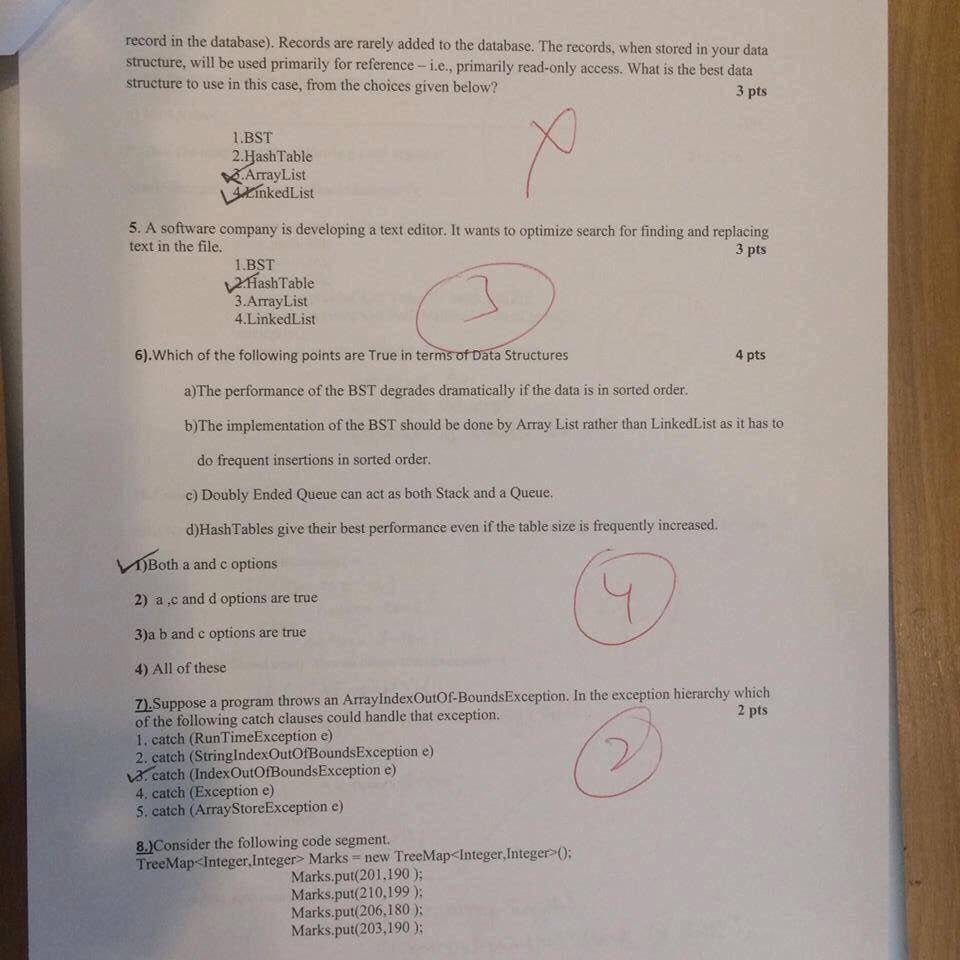 record in the database). Records are rarely added to the database. The records, when stored in your data
structure, will be used primarily for reference – i.e., primarily read-only access. What is the best data
structure to use in this case, from the choices given below?
3 pts
1.BST
2.HashTable
3.ArrayList
4.LinkedList
5. A software company is developing a text editor. It wants to optimize search for finding and replacing
text in the file.
3 pts
1.BST
2.HashTable
3.ArrayList
4.LinkedList
3
6).Which of the following points are True in terms of Data Structures 4 pts
a)The performance of the BST degrades dramatically if the data is in sorted order.
b)The implementation of the BST should be done by Array List rather than LinkedList as it has to
do frequent insertions in sorted order.
c) Doubly Ended Queue can act as both Stack and a Queue.
d)HashTables give their best performance even if the table size is frequently increased.
1)Both a and c options
2) a ,c and d options are true
3)a b and c options are true
4) All of these
4
7).Suppose a program throws an ArrayIndexOutOf-BoundsException. In the exception hierarchy which
of the following catch clauses could handle that exception. 2 pts
1. catch (RunTimeException e)
2. catch (StringIndexOutOfBoundsException e)
3. catch (IndexOutOfBoundsException e)
4. catch (Exception e)
5. catch (ArrayStoreException e)
2
8.)Consider the following code segment.
TreeMap<Integer,Integer> Marks = new TreeMap<Integer,Integer>();
Marks.put(201,190 );
Marks.put(210,199 );
Marks.put(206,180 );
Marks.put(203,190 );